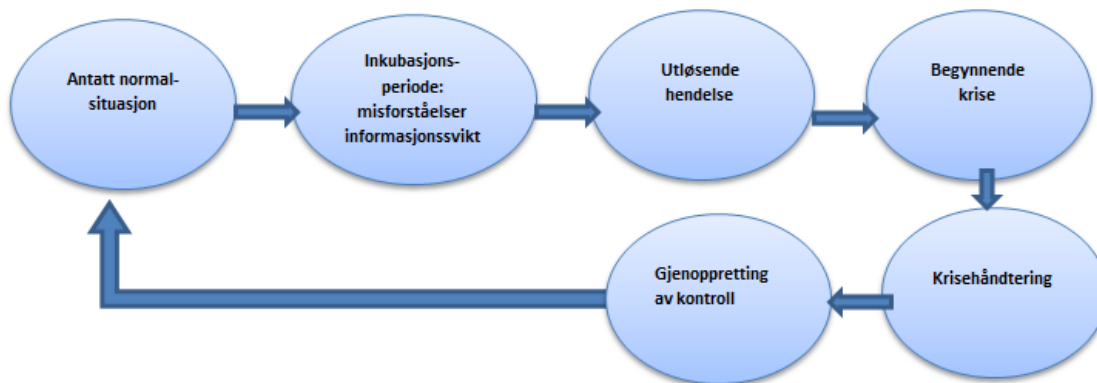 Antatt normal-
situasjon
Inkubasjons-
periode:
misforståelser
informasjonssvikt
Utløsende
hendelse
Begynnende
krise
Krisehåndtering
Gjenoppretting
av kontroll